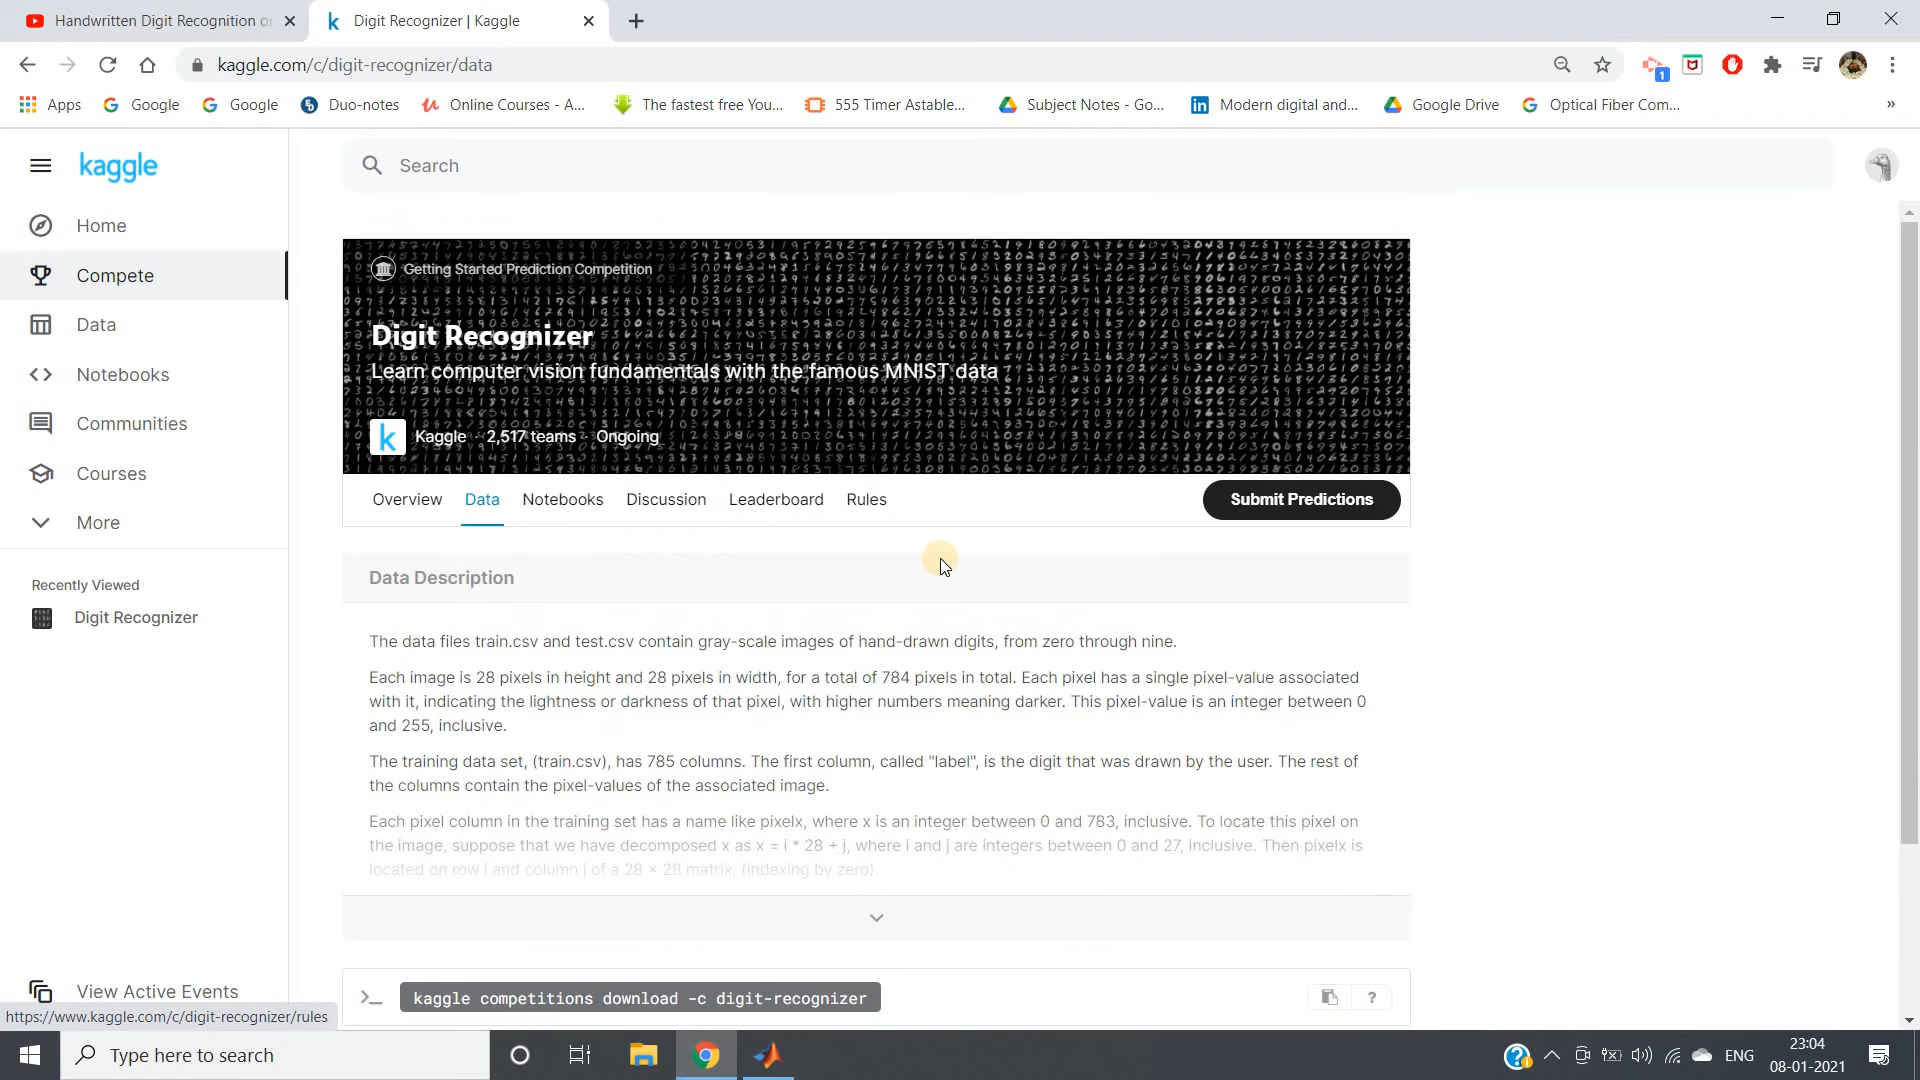 Handwritten Digit Recognition o
Digit Recognizer | Kaggle
kaggle.com/c/digit-recognizer/data
1
Apps
Google
Google
Duo-notes
Online Courses - A...
The fastest free You...
555 Timer Astable...
Subject Notes - Go...
Modern digital and...
Google Drive
Optical Fiber Com...
»
kaggle
Search
Home
Compete
Data
Notebooks
Communities
Courses
More
Recently Viewed
Digit Recognizer
View Active Events
https://www.kaggle.com/c/digit-recognizer/rules
Getting Started Prediction Competition
Digit Recognizer
Learn computer vision fundamentals with the famous MNIST data
k Kaggle · 2,517 teams · Ongoing
Overview Data Notebooks Discussion Leaderboard Rules
Submit Predictions
Data Description
The data files train.csv and test.csv contain gray-scale images of hand-drawn digits, from zero through nine.
Each image is 28 pixels in height and 28 pixels in width, for a total of 784 pixels in total. Each pixel has a single pixel-value associated
with it, indicating the lightness or darkness of that pixel, with higher numbers meaning darker. This pixel-value is an integer between 0
and 255, inclusive.
The training data set, (train.csv), has 785 columns. The first column, called "label", is the digit that was drawn by the user. The rest of
the columns contain the pixel-values of the associated image.
Each pixel column in the training set has a name like pixelx, where x is an integer between 0 and 783, inclusive. To locate this pixel on
the image, suppose that we have decomposed x as x = i * 28 + j, where i and j are integers between 0 and 27, inclusive. Then pixelx is
located on row i and column j of a 28 x 28 matrix, (indexing by zero).
>_ kaggle competitions download -c digit-recognizer
?
Type here to search
ENG
23:04
08-01-2021